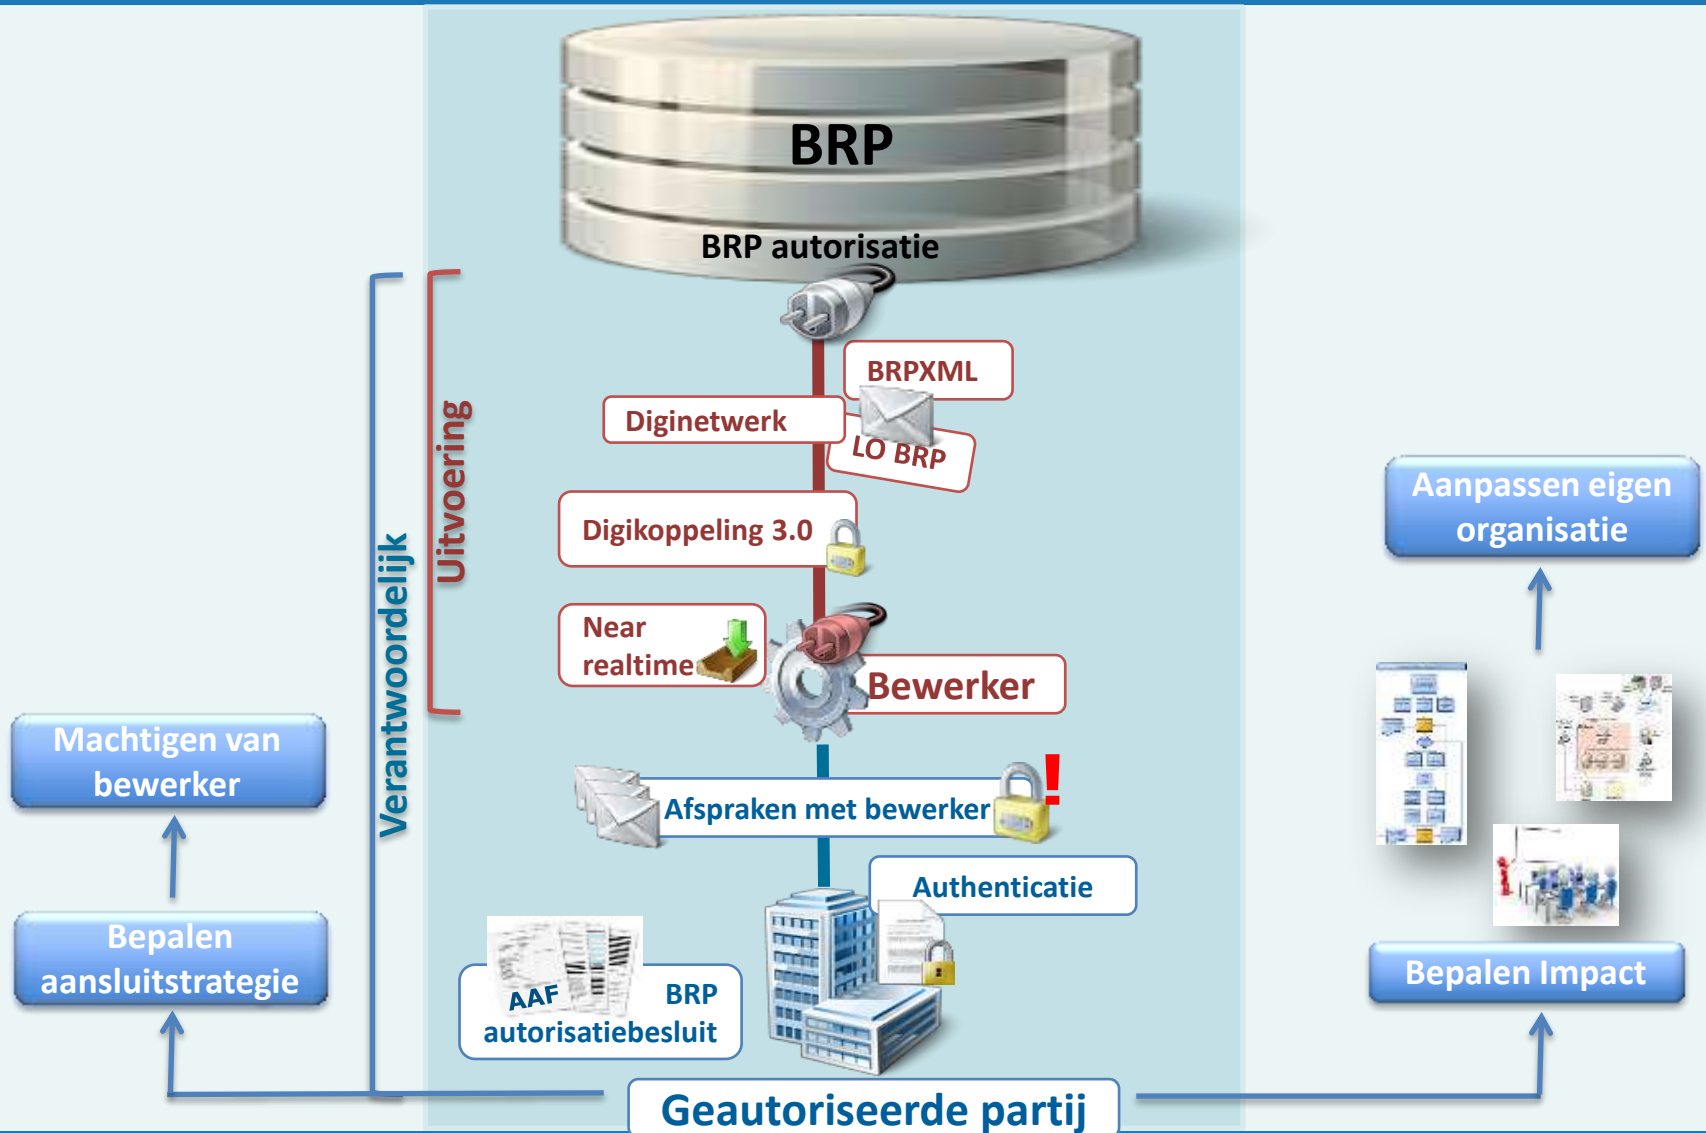 BRP
BRP autorisatie
Verantwoordelijk
Uitvoering
BRPXML
Diginetwerk
LO BRP
Digikoppeling 3.0
Near
realtime
Bewerker
Afspraken met bewerker
!
Authenticatie
AAF
BRP
autorisatiebesluit
Geautoriseerde partij
Machtigen van
bewerker
Bepalen
aansluitstrategie
Aanpassen eigen
organisatie
Bepalen Impact